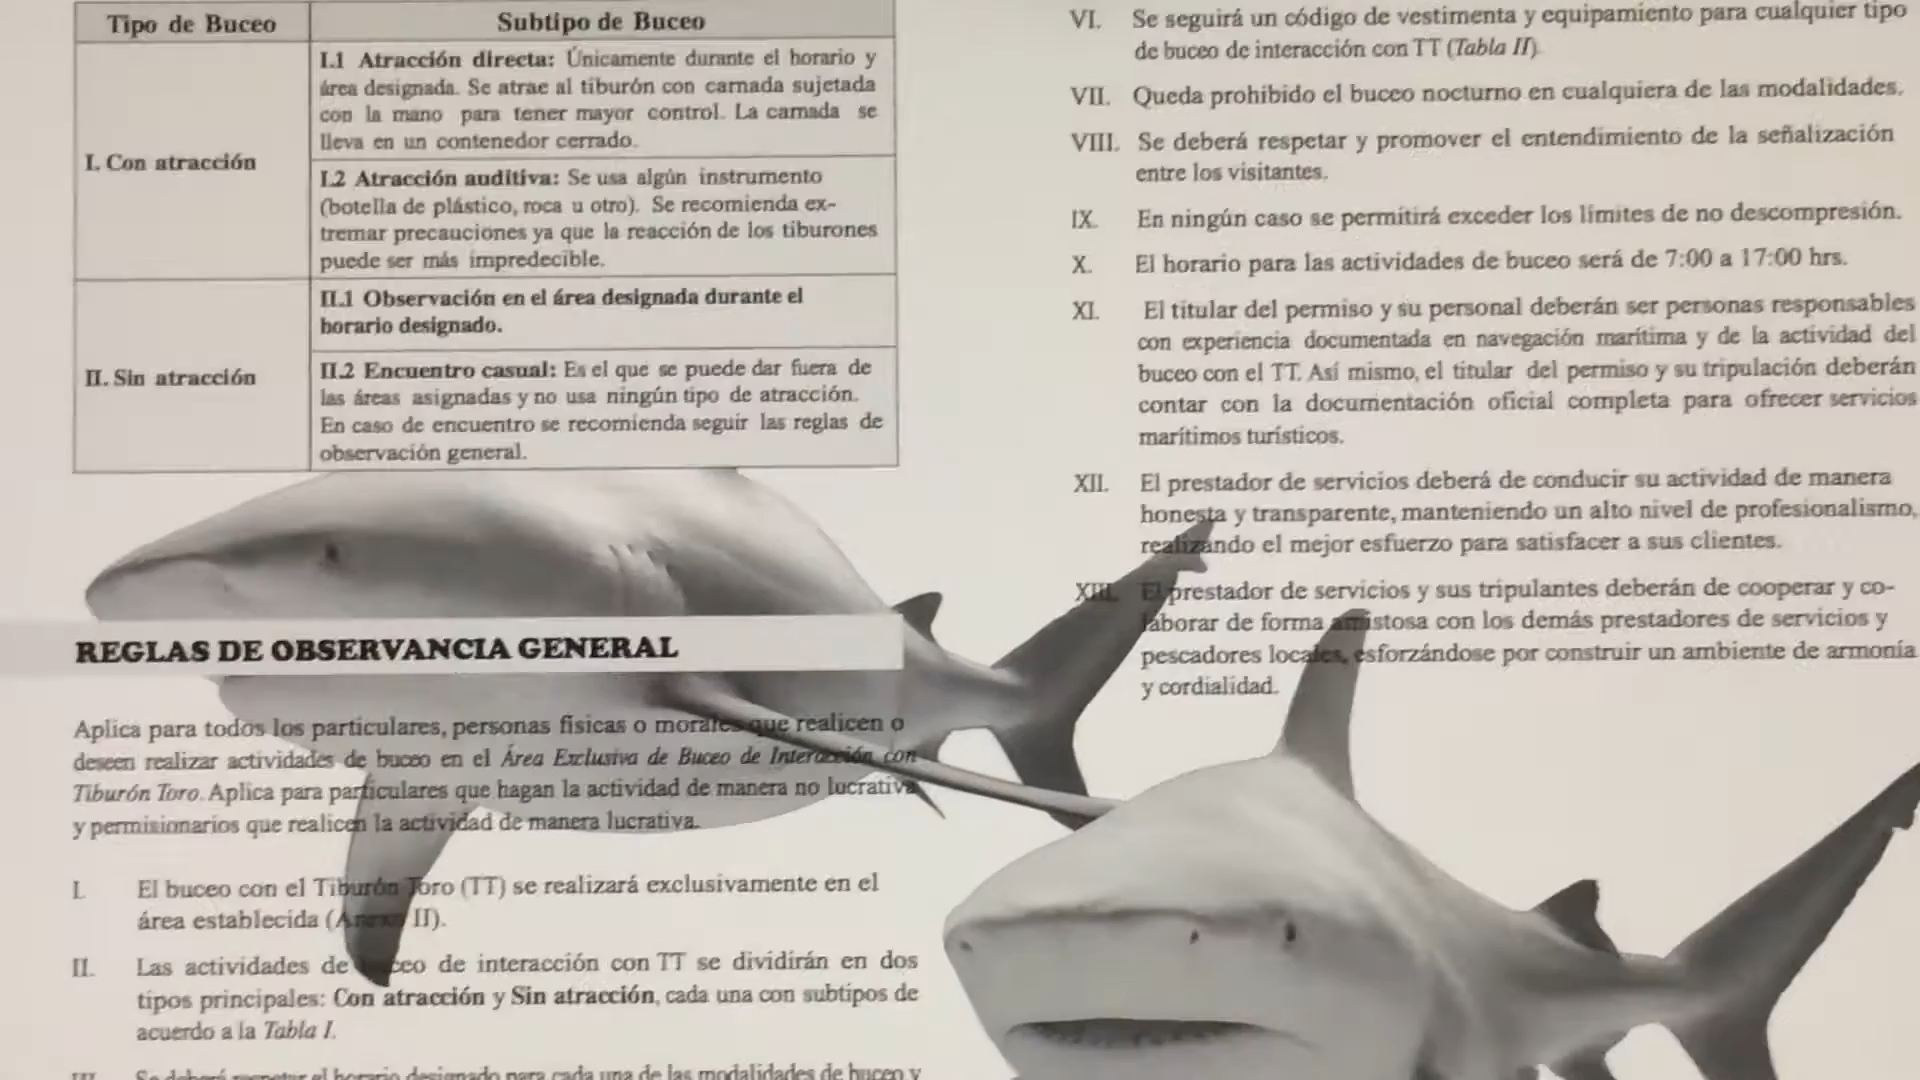 Tipo de Buceo
Subtipo de Buceo
I. Con atracción
I.1 Atracción directa: Únicamente durante el horario y
área designada. Se atrae al tiburón con carnada sujetada
con la mano para tener mayor control. La carnada se
lleva en un contenedor cerrado.
I.2 Atracción auditiva: Se usa algún instrumento
(botella de plástico, roca u otro). Se recomienda ex-
tremar precauciones ya que la reacción de los tiburones
puede ser más impredecible.
II. Sin atracción
II.1 Observación en el área designada durante el
horario designado.
II.2 Encuentro casual: Es el que se puede dar fuera de
las áreas asignadas y no usa ningún tipo de atracción.
En caso de encuentro se recomienda seguir las reglas de
observación general.
REGLAS DE OBSERVANCIA GENERAL
Aplica para todos los particulares, personas físicas o morales que realicen o
deseen realizar actividades de buceo en el Área Exclusiva de Buceo de Interacción con
Tiburón Toro. Aplica para particulares que hagan la actividad de manera no lucrativa
y permisionarios que realicen la actividad de manera lucrativa.
I. El buceo con el Tiburón Toro (TT) se realizará exclusivamente en el
área establecida (Anexo II).
II. Las actividades de buceo de interacción con TT se dividirán en dos
tipos principales: Con atracción y Sin atracción, cada una con subtipos de
acuerdo a la Tabla I.
III. Se deberá respetar el horario designado para cada una de las modalidades de buceo y
VI. Se seguirá un código de vestimenta y equipamiento para cualquier tipo
de buceo de interacción con TT (Tabla II).
VII. Queda prohibido el buceo nocturno en cualquiera de las modalidades.
VIII. Se deberá respetar y promover el entendimiento de la señalización
entre los visitantes.
IX. En ningún caso se permitirá exceder los límites de no descompresión.
X. El horario para las actividades de buceo será de 7:00 a 17:00 hrs.
XI. El titular del permiso y su personal deberán ser personas responsables
con experiencia documentada en navegación marítima y de la actividad del
buceo con el TT. Así mismo, el titular del permiso y su tripulación deberán
contar con la documentación oficial completa para ofrecer servicios
marítimos turísticos.
XII. El prestador de servicios deberá de conducir su actividad de manera
honesta y transparente, manteniendo un alto nivel de profesionalismo,
realizando el mejor esfuerzo para satisfacer a sus clientes.
XIII. El prestador de servicios y sus tripulantes deberán de cooperar y co-
laborar de forma amistosa con los demás prestadores de servicios y
pescadores locales, esforzándose por construir un ambiente de armonía
y cordialidad.